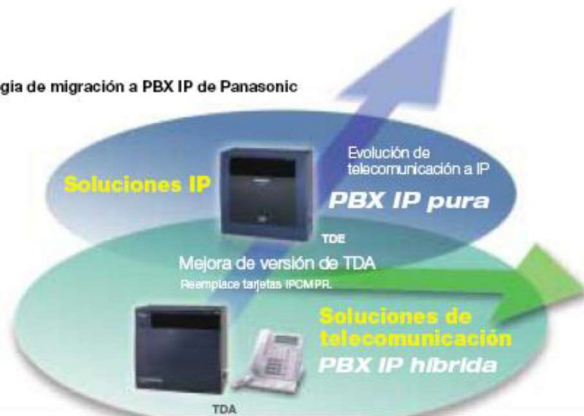 gia de migración a PBX IP de Panasonic
Soluciones IP
Evolución de
telecomunicación a IP
PBX IP pura
TDE
Mejora de versión de TDA
Reemplace tarjetas IPCMPR.
Soluciones de
telecomunicación
PBX IP híbrida
TDA